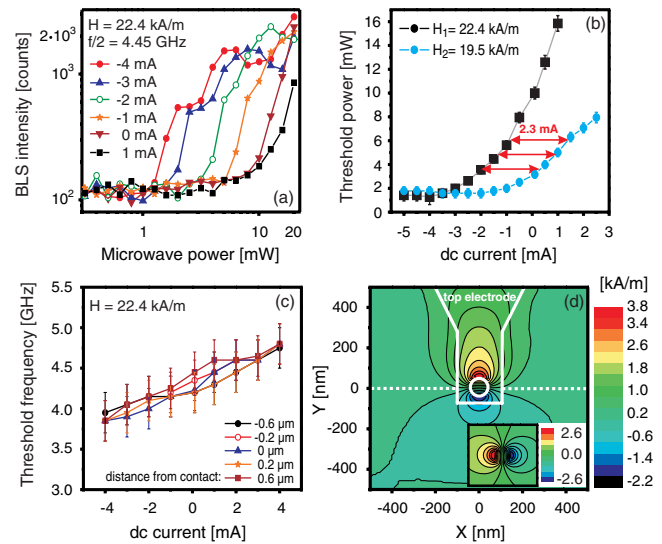 H = 22.4 kA/m
f/2 = 4.45 GHz
-4 mA
-3 mA
-2 mA
-1 mA
0 mA
1 mA
(a)
BLS intensity [counts]
2•10³
10³
10²
1 10 20
Microwave power [mW]
(b)
H₁= 22.4 kA/m
H₂= 19.5 kA/m
2.3 mA
Threshold power [mW]
16
14
12
10
8
6
4
2
0
-5 -4 -3 -2 -1 0 1 2 3
dc current [mA]
(c)
H = 22.4 kA/m
Threshold frequency [GHz]
5.5
5.0
4.5
4.0
3.5
3.0
-0.6 µm
-0.2 µm
0 µm
0.2 µm
distance from contact: 0.6 µm
-4 -2 0 2 4
dc current [mA]
(d)
top electrode
Y [nm]
400
200
0
-200
-400
-400 -200 0 200 400
X [nm]
2.6
0.0
-2.6
[kA/m]
3.8
3.2
2.6
2.0
1.4
0.8
0.2
-0.4
-1.0
-1.6
-2.2